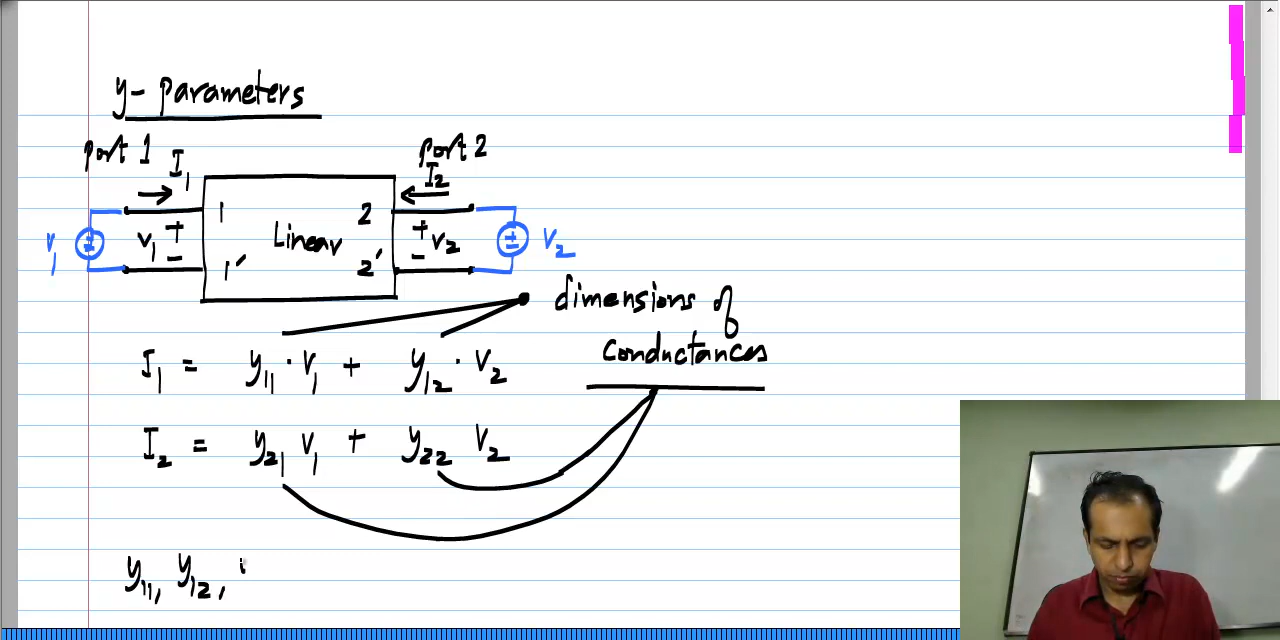 y- parameters
port 1
port 2
I1
I2
1
2
V1
+
-
V1
Linear
+
-
V2
V2
1'
2'
dimensions of
conductances
I1 = y11 · V1 + y12 · V2
I2 = y21 V1 + y22 V2
y11, y12,